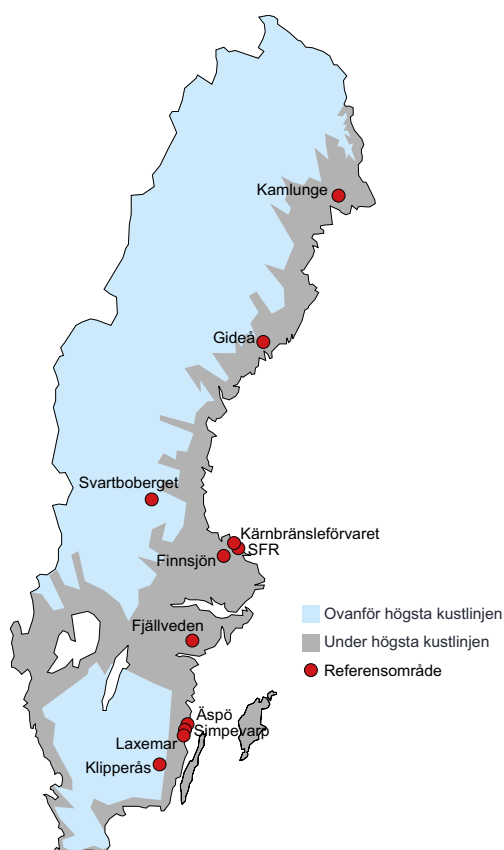 Kamlunge
Gideå
Svartboberget
Kärnbränsleförvaret
SFR
Finnsjön
Fjällveden
Äspö
Simpevarp
Laxemar
Klipperås
Ovanför högsta kustlinjen
Under högsta kustlinjen
Referensområde